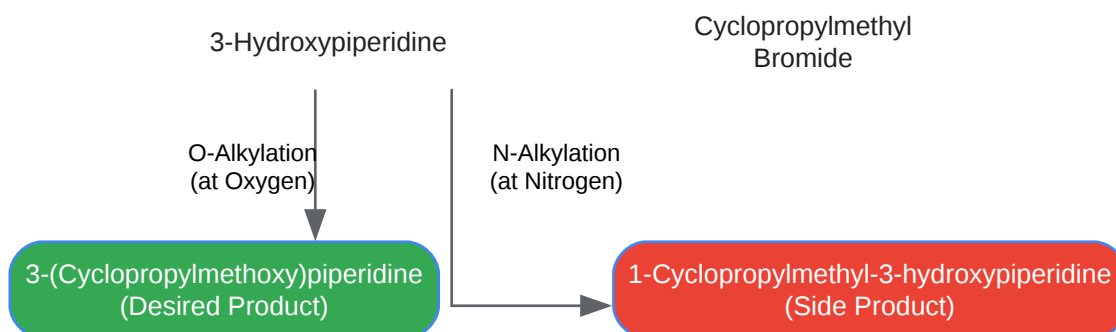 3-Hydroxypiperidine
Cyclopropylmethyl
Bromide
O-Alkylation
(at Oxygen)
N-Alkylation
(at Nitrogen)
3-(Cyclopropylmethoxy)piperidine
(Desired Product)
1-Cyclopropylmethyl-3-hydroxypiperidine
(Side Product)